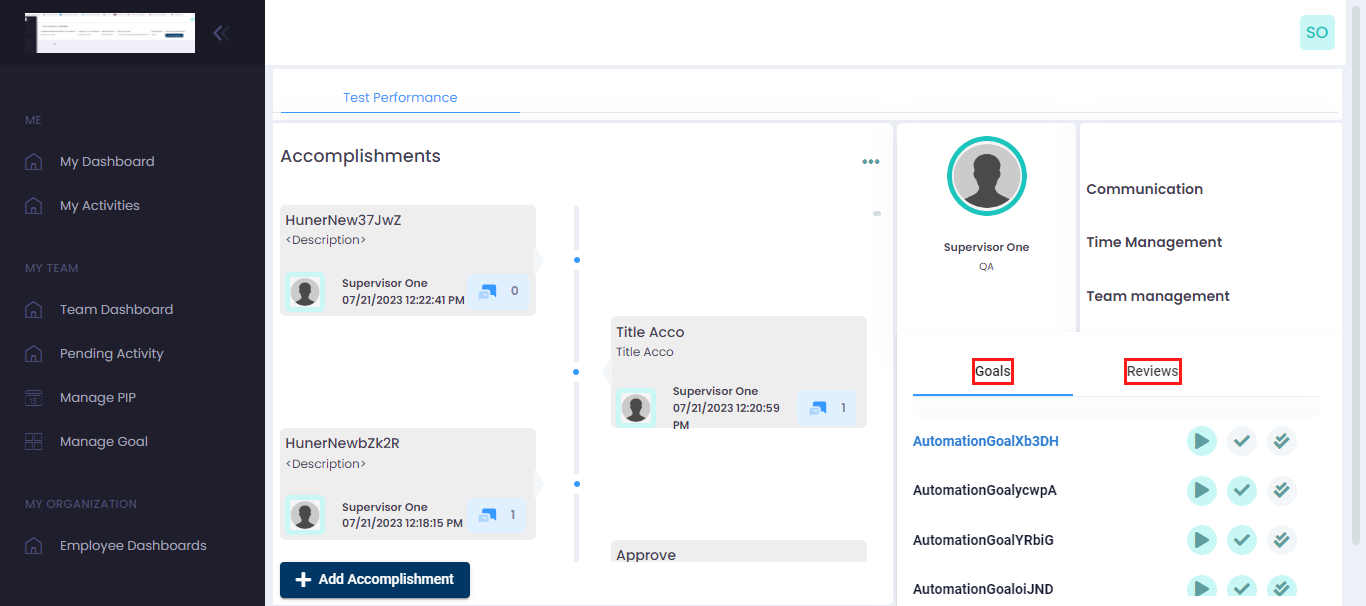 SO
ME
My Dashboard
My Activities
MY TEAM
Team Dashboard
Pending Activity
Manage PIP
15
Manage Goal
MY ORGANIZATION
Employee Dashboards
Test Performance
Accomplishments
HunerNew37JwZ
<Description>
Supervisor One
07/21/2023 12:22:41 PM
0
Title Acco
Title Acco
Supervisor One
07/21/2023 12:20:59
PM
1
HunerNewbZk2R
<Description>
Supervisor One
07/21/2023 12:18:15 PM
1
Approve
Add Accomplishment
Supervisor One
QA
Communication
Time Management
Team management
Goals
Reviews
AutomationGoalXb3DH
AutomationGoalycwpA
AutomationGoalYRbiG
AutomationGoaloiJND